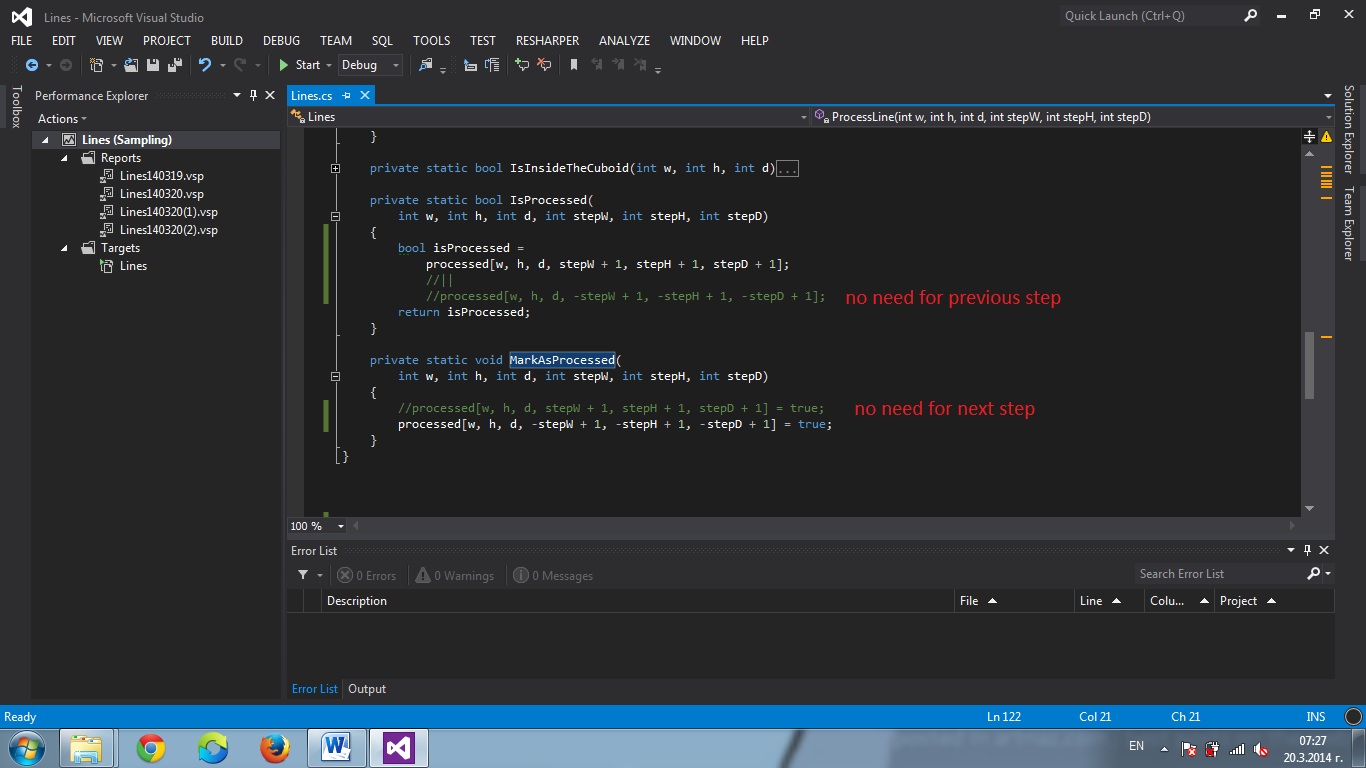 Lines - Microsoft Visual Studio
Quick Launch (Ctrl+Q)
FILE EDIT VIEW PROJECT BUILD DEBUG TEAM SQL TOOLS TEST RESHARPER ANALYZE WINDOW HELP
Start Debug
Toolbox
Performance Explorer
Actions
Lines (Sampling)
Reports
Lines140319.vsp
Lines140320.vsp
Lines140320(1).vsp
Lines140320(2).vsp
Targets
Lines
Lines.cs
Lines
ProcessLine(int w, int h, int d, int stepW, int stepH, int stepD)
}
private static bool IsInsideTheCuboid(int w, int h, int d)...
private static bool IsProcessed(
int w, int h, int d, int stepW, int stepH, int stepD)
{
bool isProcessed =
processed[w, h, d, stepW + 1, stepH + 1, stepD + 1];
//||
//processed[w, h, d, -stepW + 1, -stepH + 1, -stepD + 1]; no need for previous step
return isProcessed;
}
private static void MarkAsProcessed(
int w, int h, int d, int stepW, int stepH, int stepD)
{
//processed[w, h, d, stepW + 1, stepH + 1, stepD + 1] = true; no need for next step
processed[w, h, d, -stepW + 1, -stepH + 1, -stepD + 1] = true;
}
}
100 %
Solution Explorer
Team Explorer
Error List
0 Errors 0 Warnings 0 Messages
Search Error List
Description File Line Colu... Project
Error List Output
Ready
Ln 122 Col 21 Ch 21 INS
EN
07:27
20.3.2014 г.